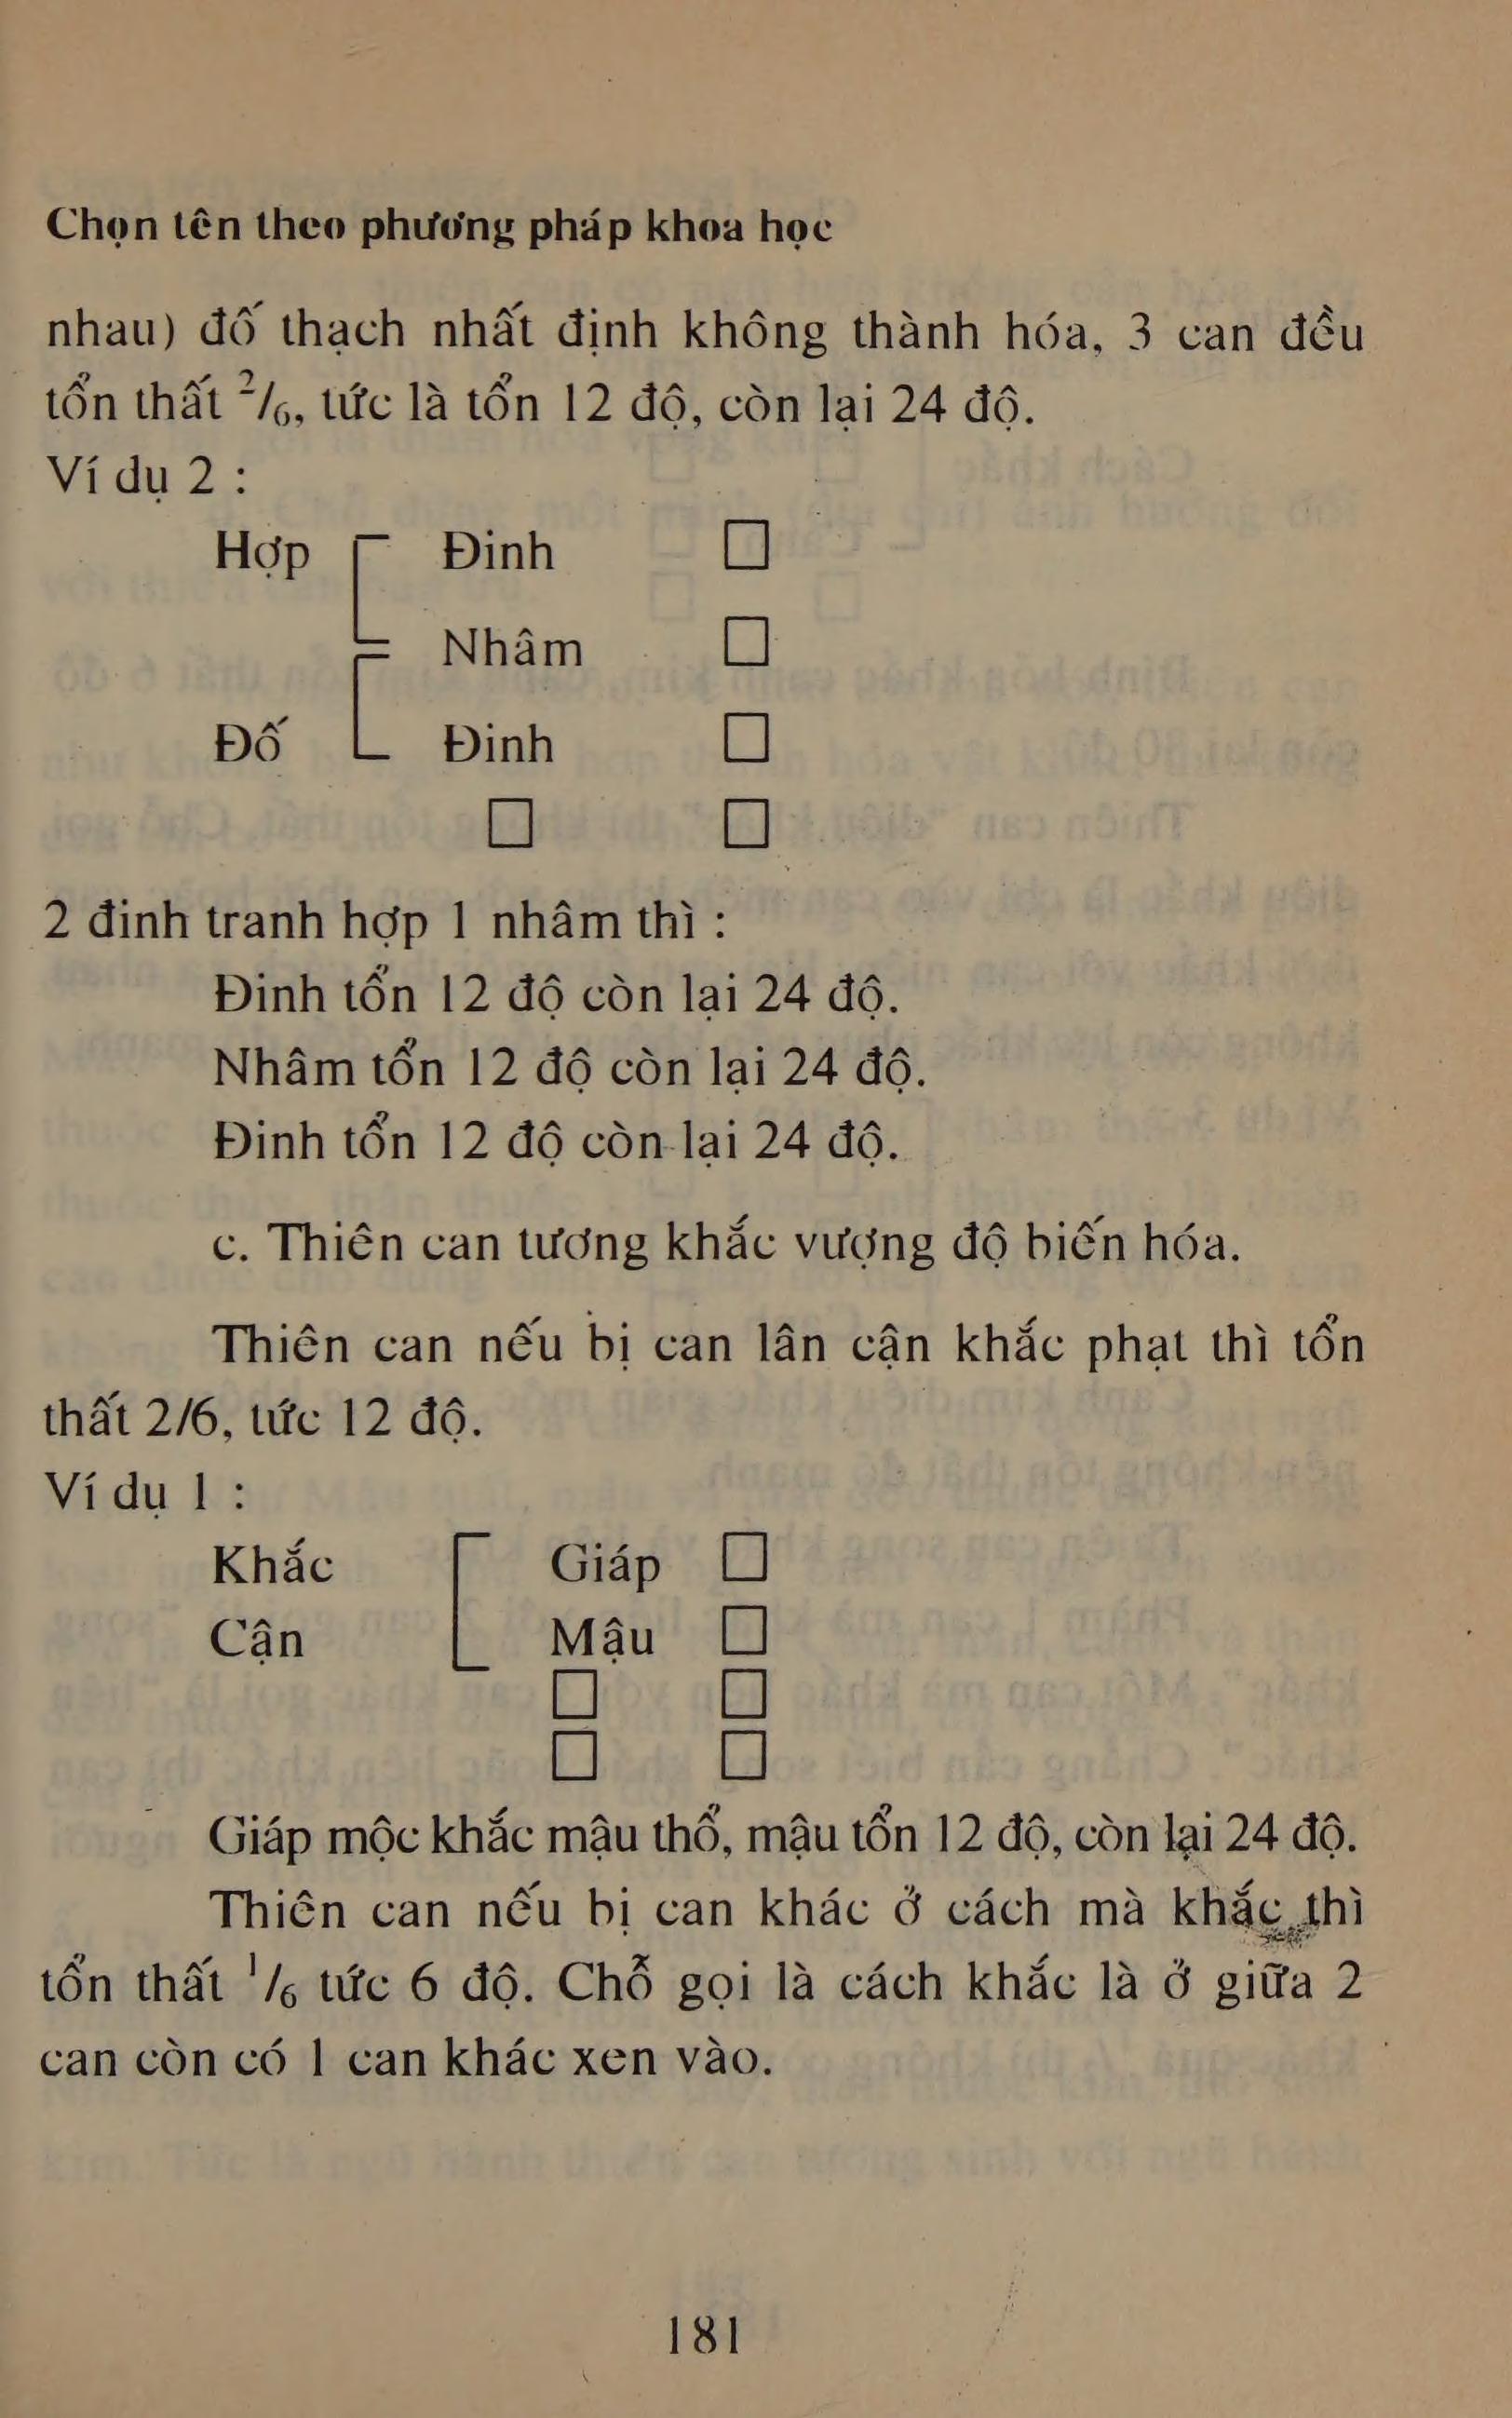 Chọn tên theo phương pháp khoa học
nhau) đố thạch nhất định không thành hóa, 3 can đều
tổn thất 2/6, tức là tổn 12 độ, còn lại 24 độ.
Ví dụ 2 :
Hợp Đinh □
Nhâm □
Đố Đinh □
□ □
2 đinh tranh hợp 1 nhâm thì :
Đinh tổn 12 độ còn lại 24 độ.
Nhâm tổn 12 độ còn lại 24 độ.
Đinh tổn 12 độ còn lại 24 độ.
c. Thiên can tương khắc vượng độ biến hóa.
Thiên can nếu bị can lân cận khắc phạt thì tổn
thất 2/6, tức 12 độ.
Ví dụ 1 :
Khắc Giáp □
Cận Mậu □
□ □
□ □
Giáp mộc khắc mậu thổ, mậu tổn 12 độ, còn lại 24 độ.
Thiên can nếu bị can khác ở cách mà khắc thì
tổn thất 1/6 tức 6 độ. Chỗ gọi là cách khắc là ở giữa 2
can còn có 1 can khác xen vào.
181